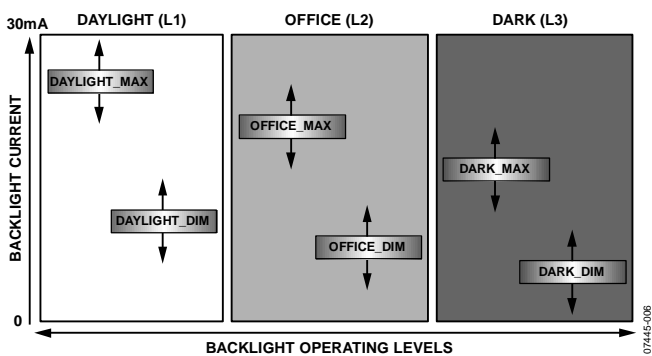 DAYLIGHT (L1)
OFFICE (L2)
DARK (L3)
30mA
BACKLIGHT CURRENT
0
DAYLIGHT_MAX
DAYLIGHT_DIM
OFFICE_MAX
OFFICE_DIM
DARK_MAX
DARK_DIM
BACKLIGHT OPERATING LEVELS
07445-006